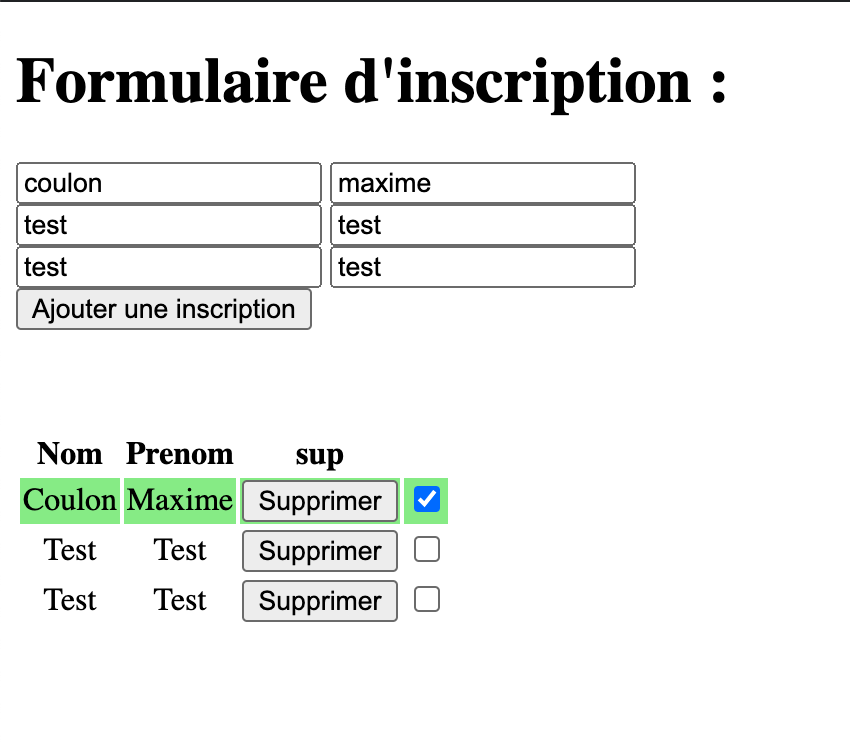 Formulaire d'inscription :
coulon maxime
test test
test test
Ajouter une inscription
Nom Prenom sup
Coulon Maxime Supprimer
Test Test Supprimer
Test Test Supprimer